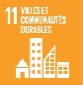 11 VILLES ET
COMMUNAUTÉS
DURABLES